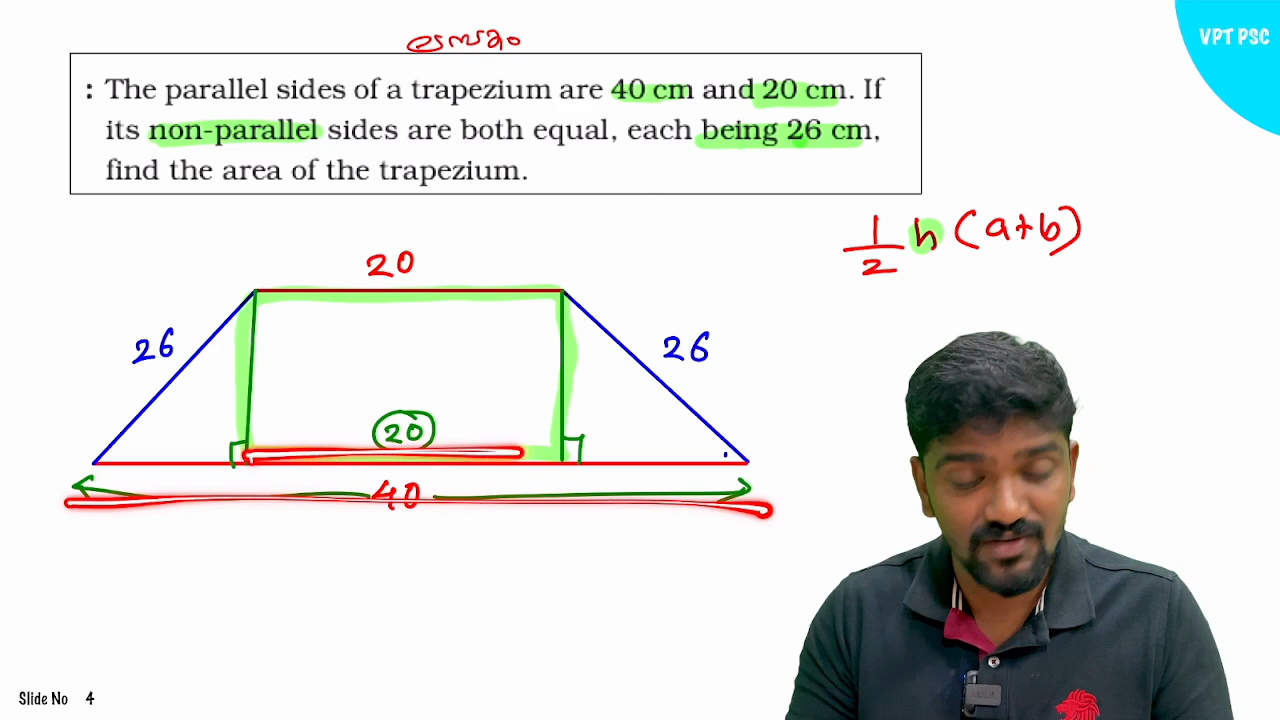 VPT PSC
: The parallel sides of a trapezium are 40 cm and 20 cm. If
its non-parallel sides are both equal, each being 26 cm,
find the area of the trapezium.
1/2 h (a+b)
20
26
26
20
40
Slide No 4